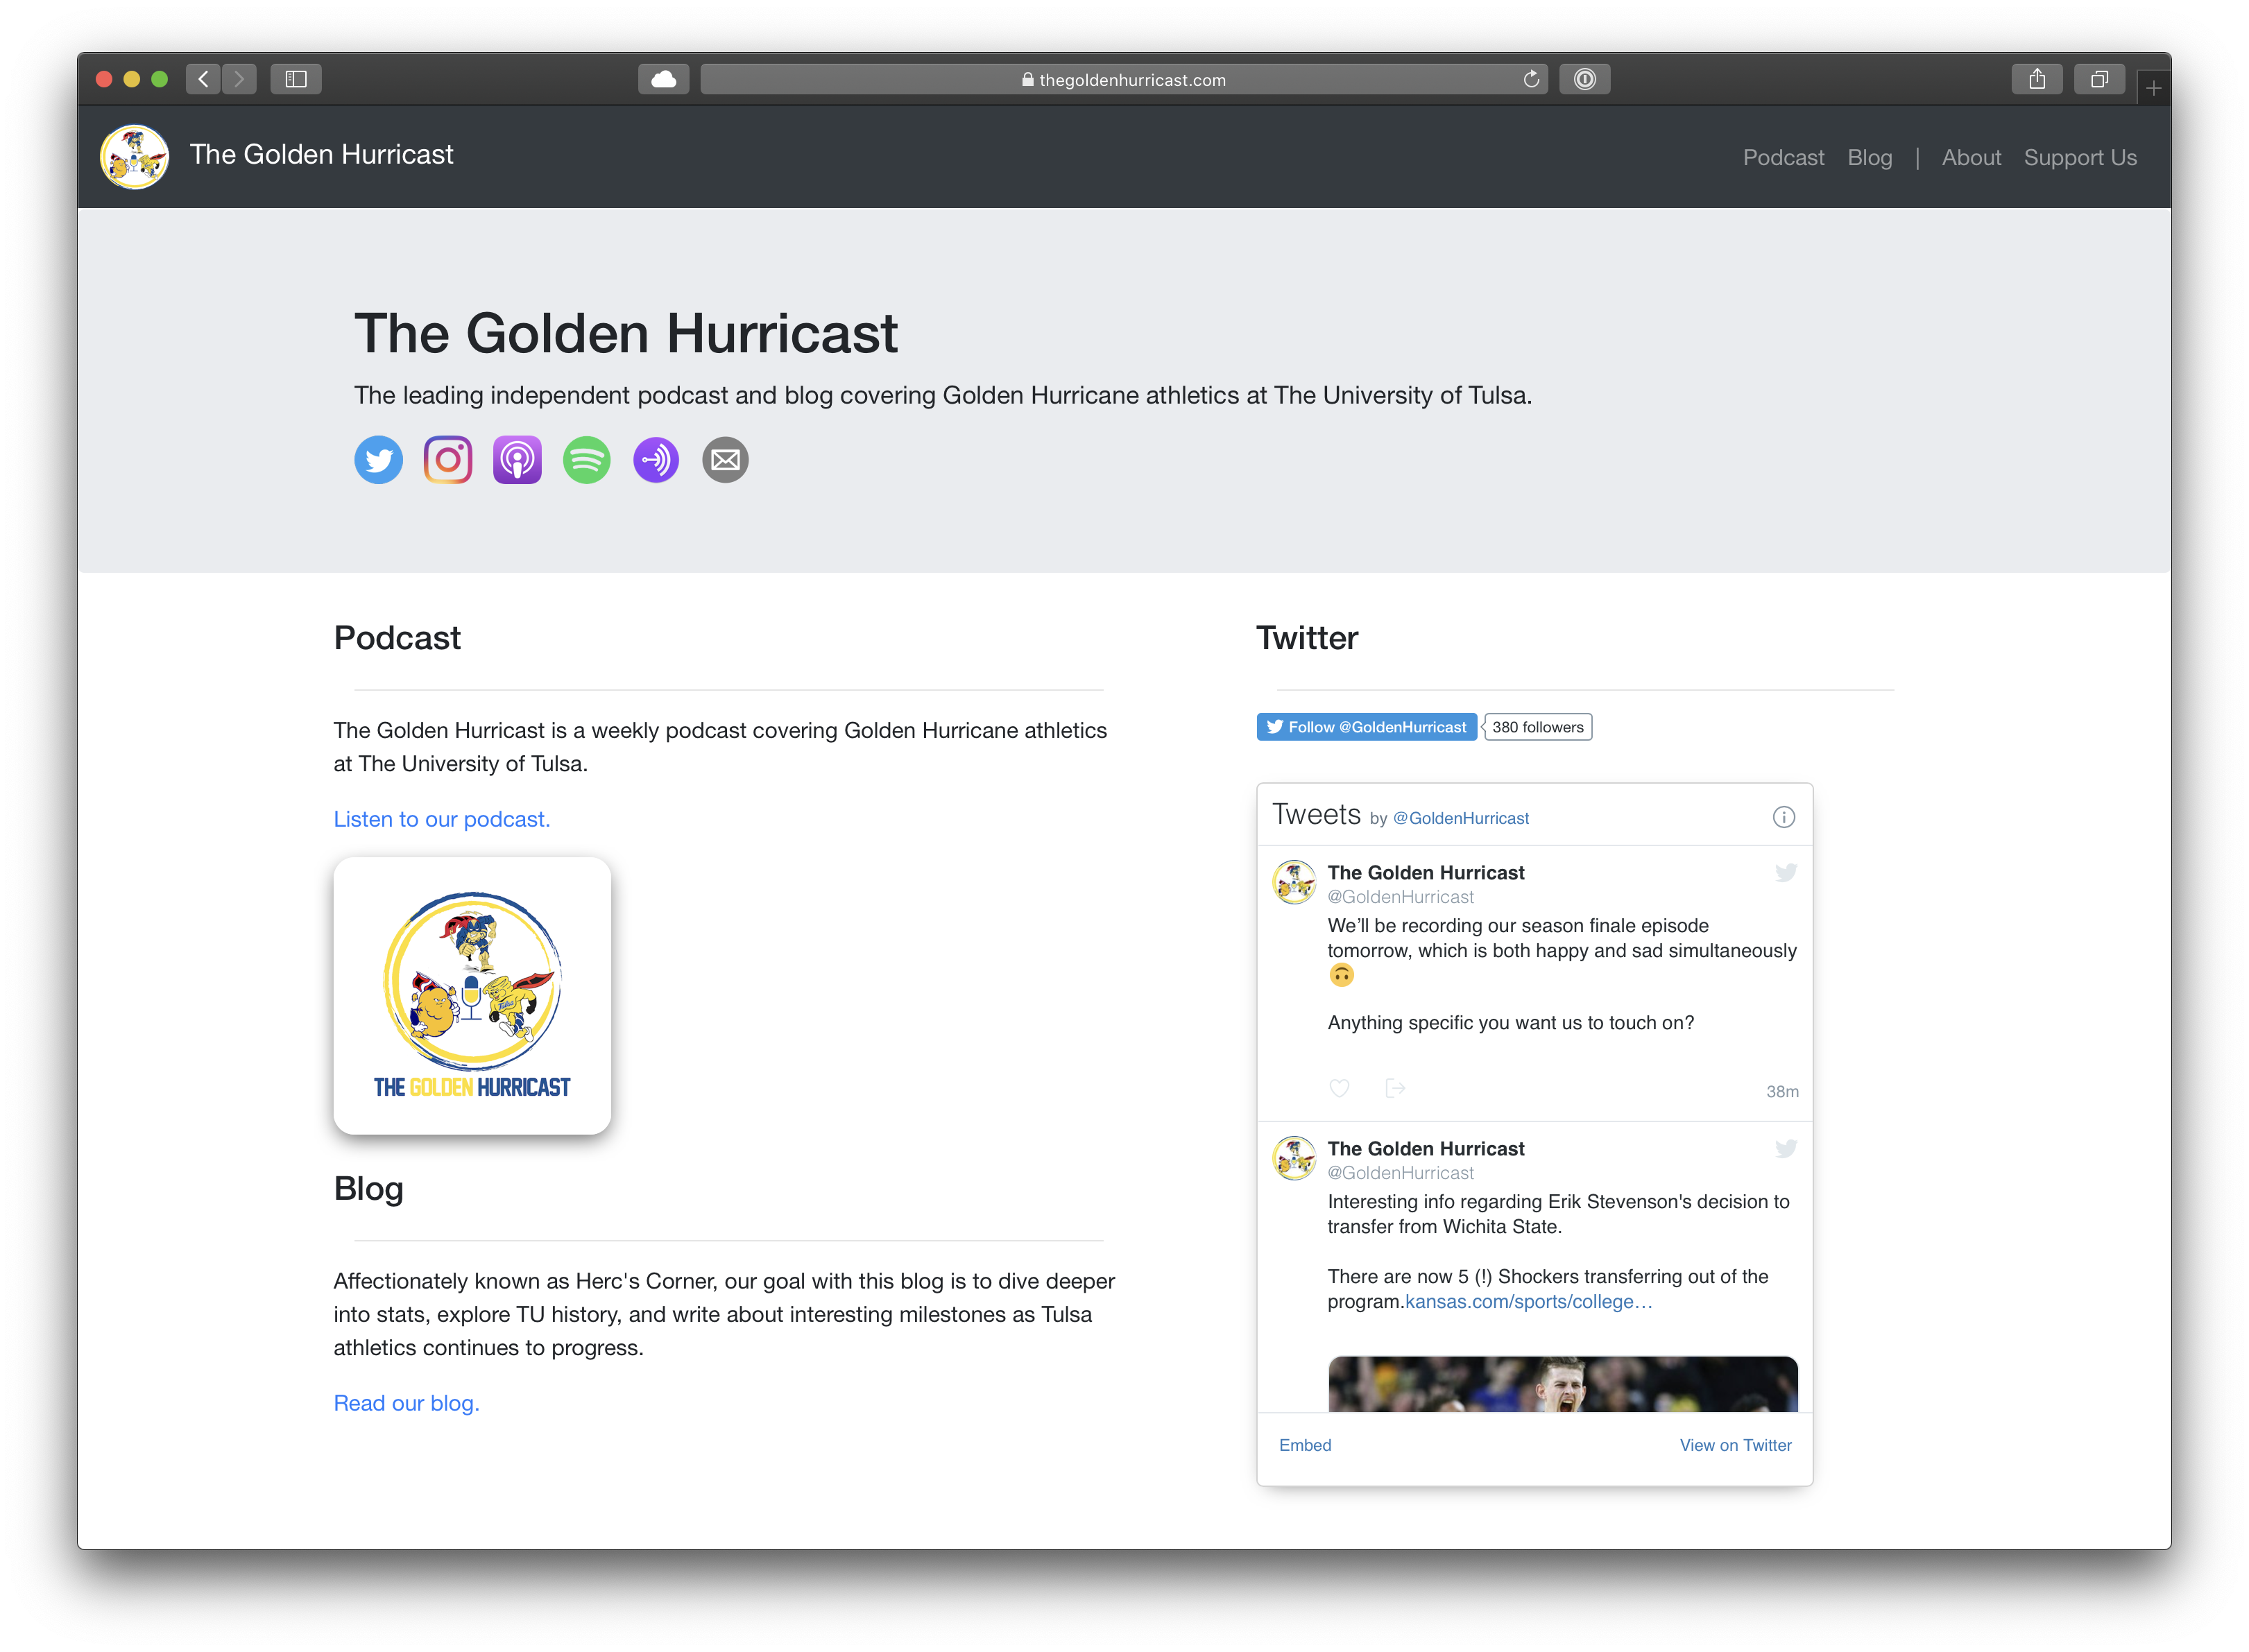 thegoldenhurricast.com
The Golden Hurricast
Podcast Blog | About Support Us
The Golden Hurricast
The leading independent podcast and blog covering Golden Hurricane athletics at The University of Tulsa.
Podcast
The Golden Hurricast is a weekly podcast covering Golden Hurricane athletics
at The University of Tulsa.
Listen to our podcast.
Tulsa
THE GOLDEN HURRICAST
Blog
Affectionately known as Herc's Corner, our goal with this blog is to dive deeper
into stats, explore TU history, and write about interesting milestones as Tulsa
athletics continues to progress.
Read our blog.
Twitter
Follow @GoldenHurricast 380 followers
Tweets by @GoldenHurricast
The Golden Hurricast
@GoldenHurricast
We’ll be recording our season finale episode
tomorrow, which is both happy and sad simultaneously
🙃
Anything specific you want us to touch on?
38m
The Golden Hurricast
@GoldenHurricast
Interesting info regarding Erik Stevenson's decision to
transfer from Wichita State.
There are now 5 (!) Shockers transferring out of the
program.kansas.com/sports/college…
Embed View on Twitter